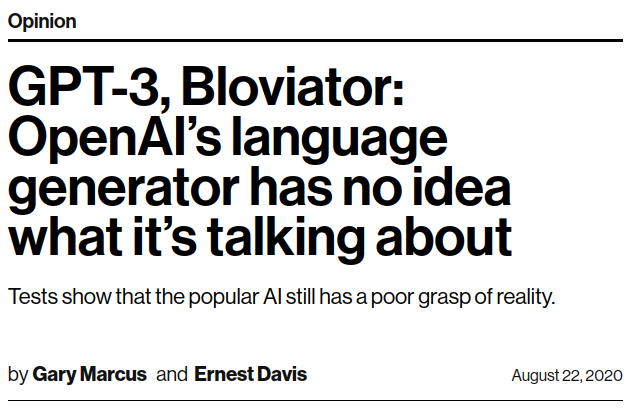 Opinion
GPT-3, Bloviator:
OpenAI’s language
generator has no idea
what it’s talking about
Tests show that the popular AI still has a poor grasp of reality.
by Gary Marcus and Ernest Davis August 22, 2020